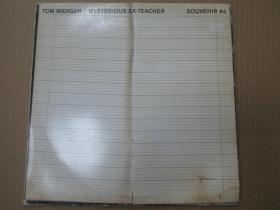 TOM MANGAN MYSTERIOUS EX-TEACHER SOUVENIR #4